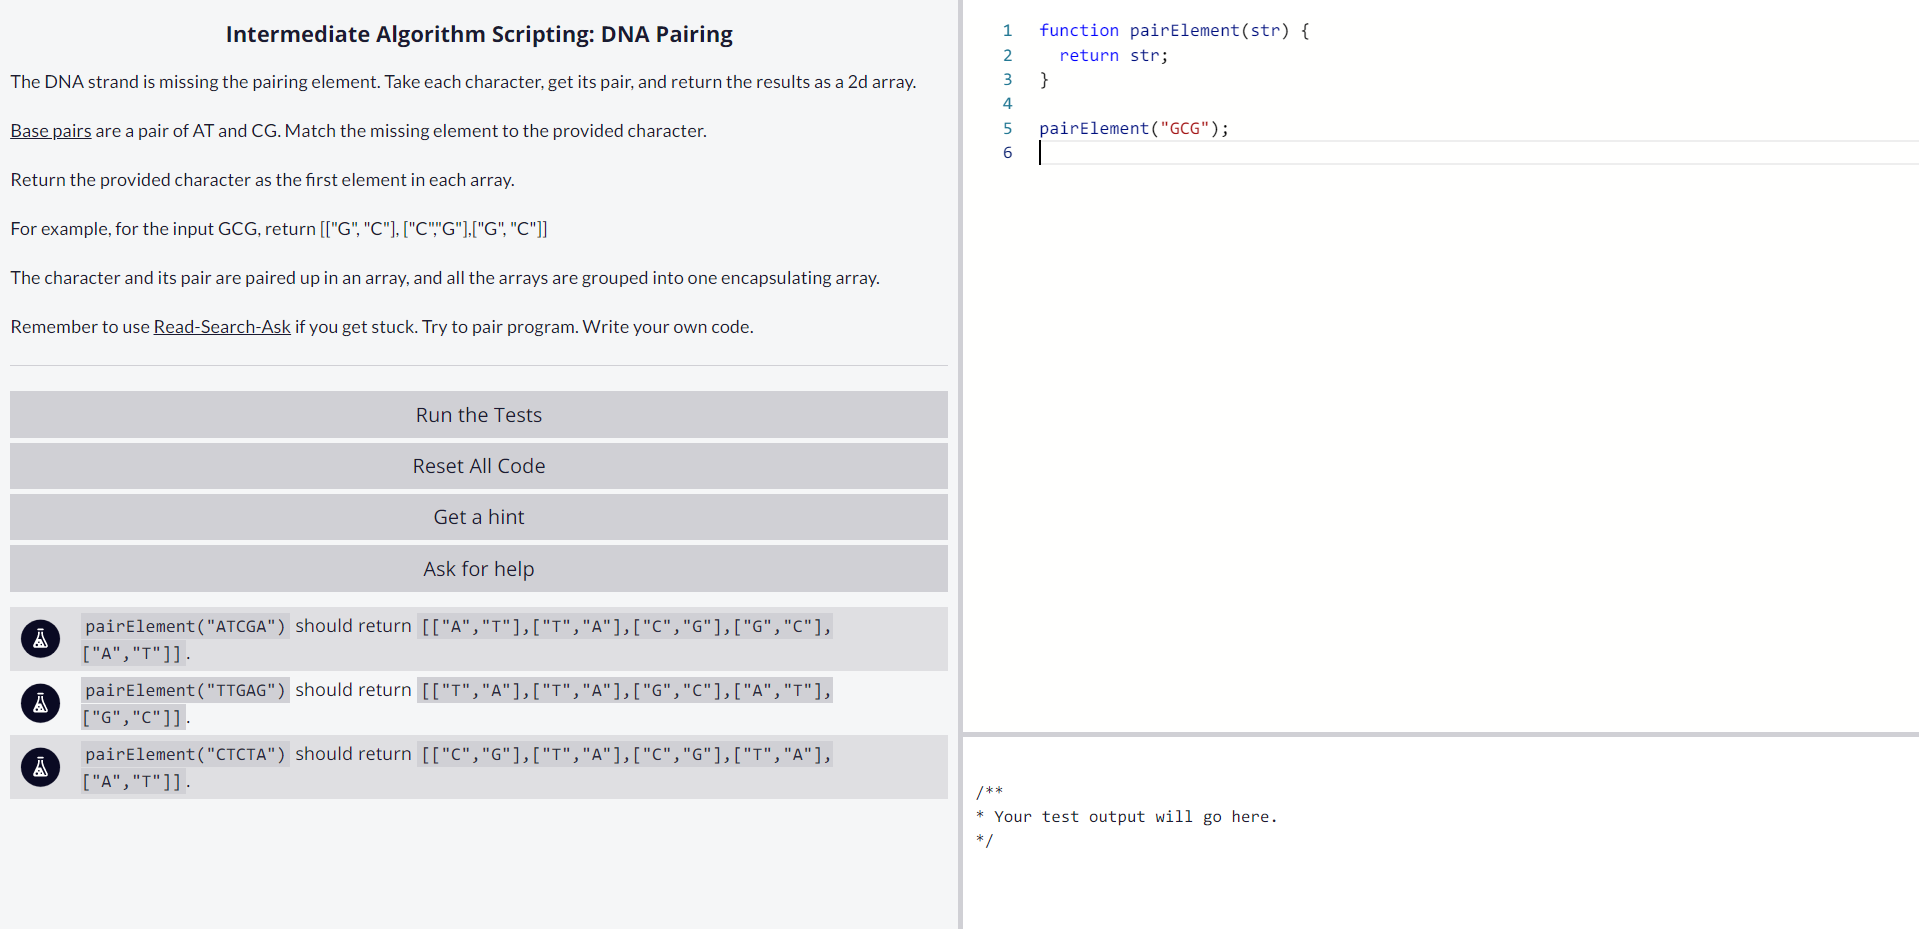 Intermediate Algorithm Scripting: DNA Pairing
The DNA strand is missing the pairing element. Take each character, get its pair, and return the results as a 2d array.
Base pairs are a pair of AT and CG. Match the missing element to the provided character.
Return the provided character as the first element in each array.
For example, for the input GCG, return [["G", "C"], ["C","G"],["G", "C"]]
The character and its pair are paired up in an array, and all the arrays are grouped into one encapsulating array.
Remember to use Read-Search-Ask if you get stuck. Try to pair program. Write your own code.
Run the Tests
Reset All Code
Get a hint
Ask for help
pairElement("ATCGA") should return [["A","T"],["T","A"],["C","G"],["G","C"],
["A","T"]].
pairElement("TTGAG") should return [["T","A"],["T","A"],["G","C"],["A","T"],
["G","C"]].
pairElement("CTCTA") should return [["C","G"],["T","A"],["C","G"],["T","A"],
["A","T"]].
1 function pairElement(str) {
2 return str;
3 }
4
5 pairElement("GCG");
6
/**
* Your test output will go here.
*/